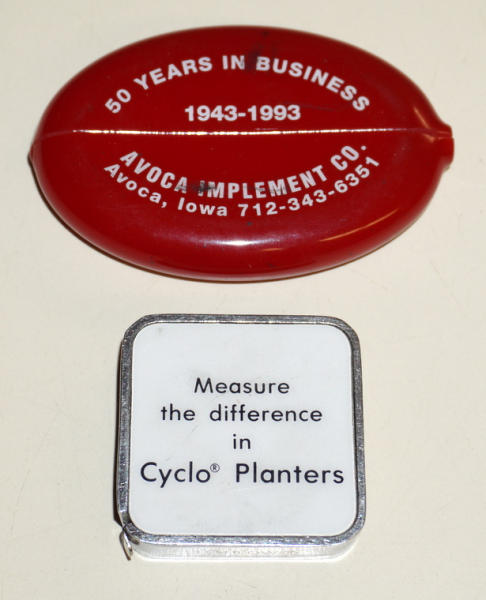 50 YEARS IN BUSINESS
1943-1993
AVOCA IMPLEMENT CO.
Avoca, Iowa 712-343-6351
Measure
the difference
in
Cyclo® Planters